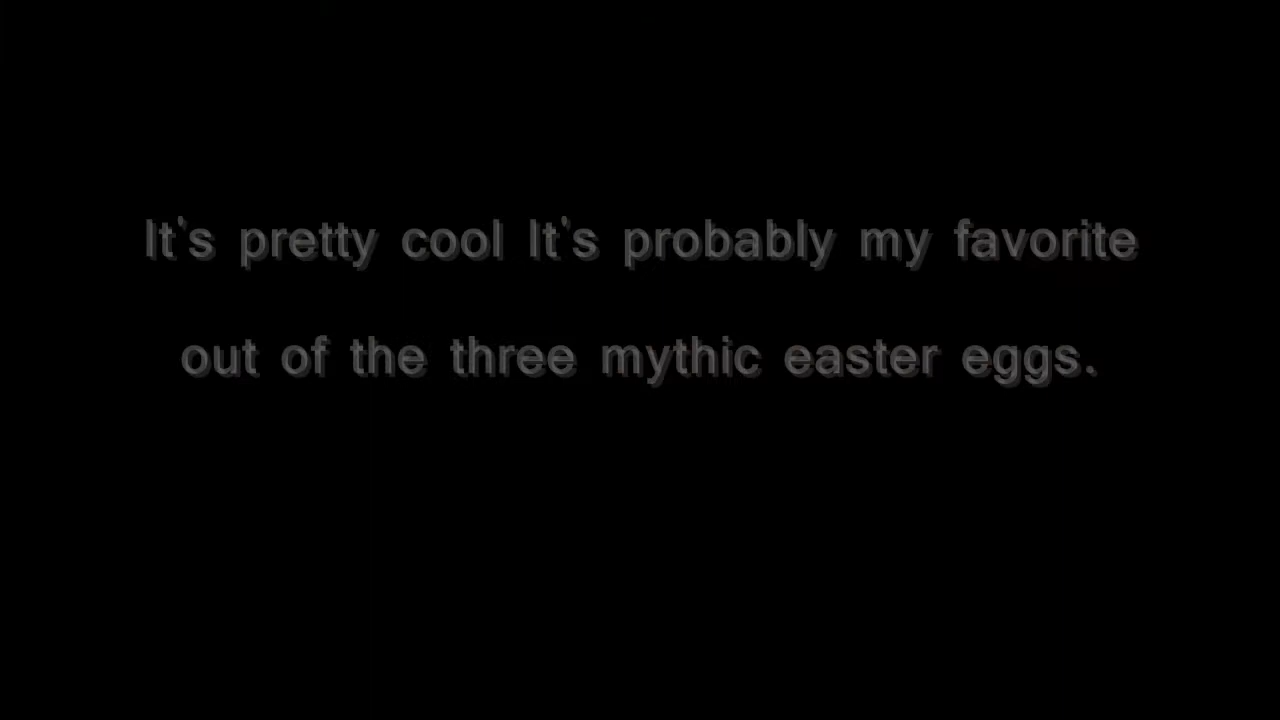 It's pretty cool It's probably my favorite
out of the three mythic easter eggs.